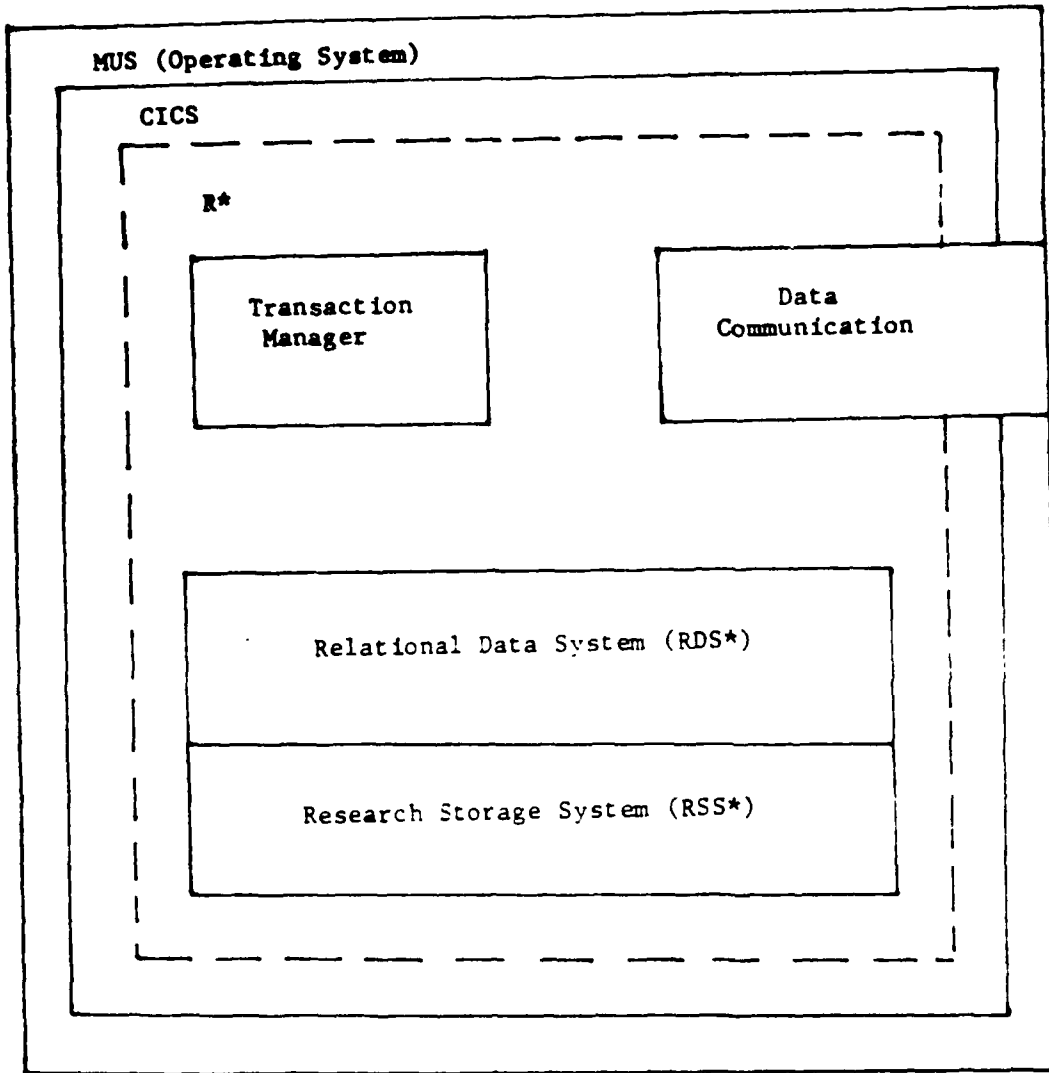 MUS (Operating System)
CICS
R*
Transaction
Manager
Data
Communication
Relational Data System (RDS*)
Research Storage System (RSS*)